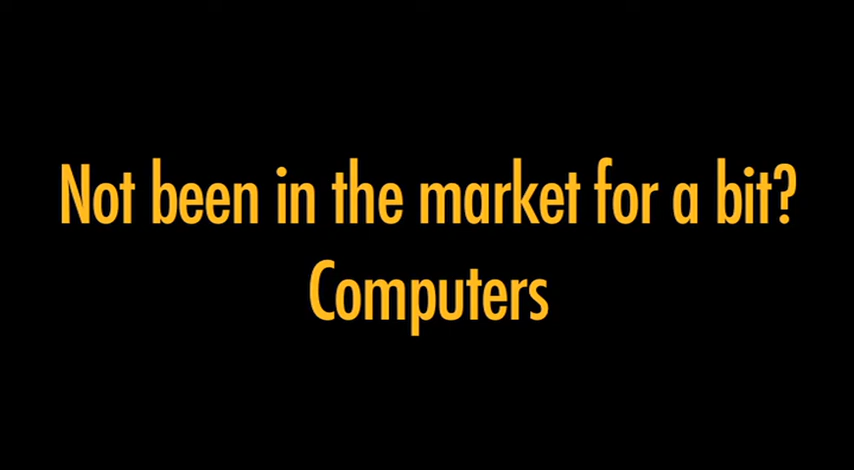 Not been in the market for a bit?
Computers